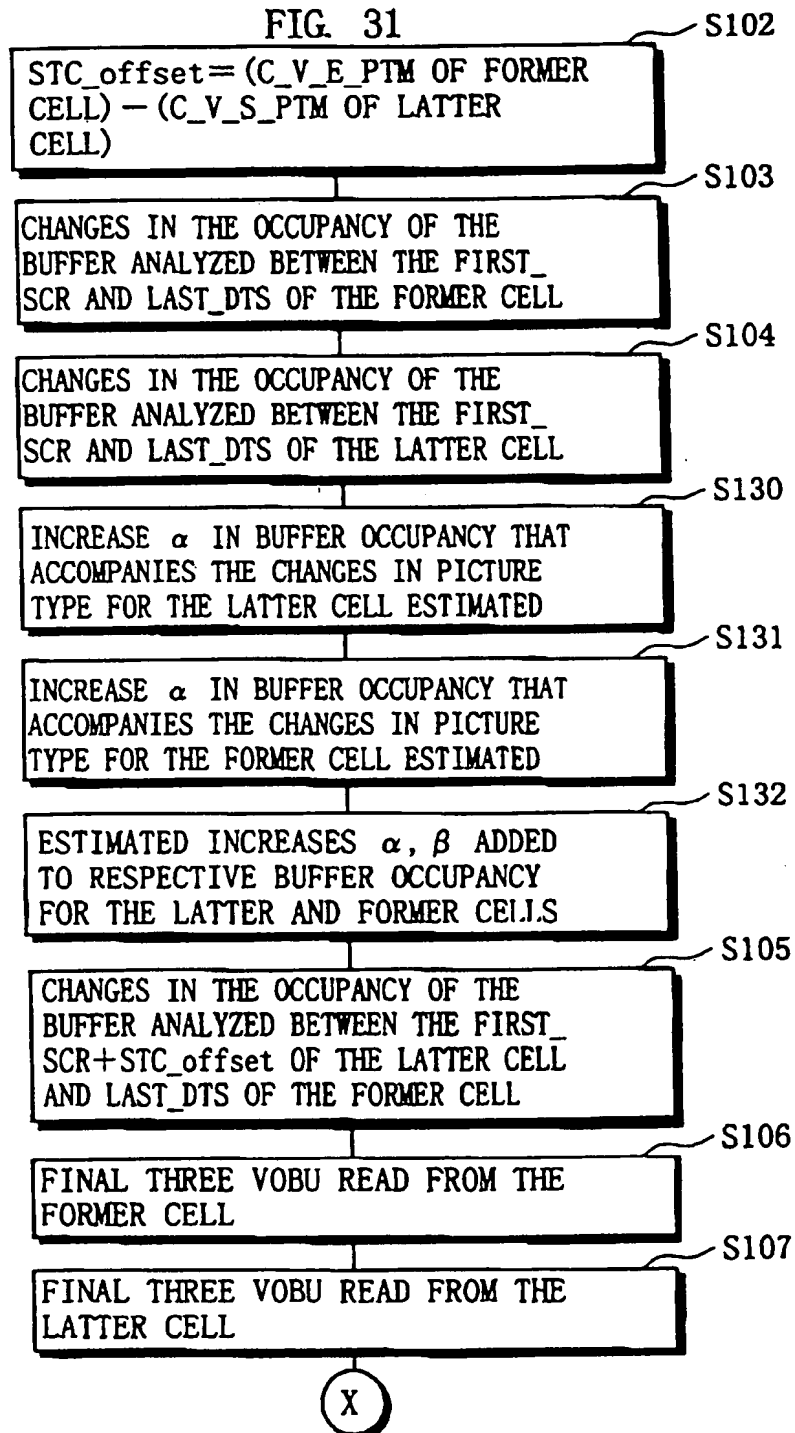 FIG. 31
S102
STC_offset=(C_V_E_PTM OF FORMER
CELL)-(C_V_S_PTM OF LATTER
CELL)
S103
CHANGES IN THE OCCUPANCY OF THE
BUFFER ANALYZED BETWEEN THE FIRST_
SCR AND LAST_DTS OF THE FORMER CELL
S104
CHANGES IN THE OCCUPANCY OF THE
BUFFER ANALYZED BETWEEN THE FIRST_
SCR AND LAST_DTS OF THE LATTER CELL
S130
INCREASE α IN BUFFER OCCUPANCY THAT
ACCOMPANIES THE CHANGES IN PICTURE
TYPE FOR THE LATTER CELL ESTIMATED
S131
INCREASE α IN BUFFER OCCUPANCY THAT
ACCOMPANIES THE CHANGES IN PICTURE
TYPE FOR THE FORMER CELL ESTIMATED
S132
ESTIMATED INCREASES α, β ADDED
TO RESPECTIVE BUFFER OCCUPANCY
FOR THE LATTER AND FORMER CELLS
S105
CHANGES IN THE OCCUPANCY OF THE
BUFFER ANALYZED BETWEEN THE FIRST_
SCR+STC_offset OF THE LATTER CELL
AND LAST_DTS OF THE FORMER CELL
S106
FINAL THREE VOBU READ FROM THE
FORMER CELL
S107
FINAL THREE VOBU READ FROM THE
LATTER CELL
X